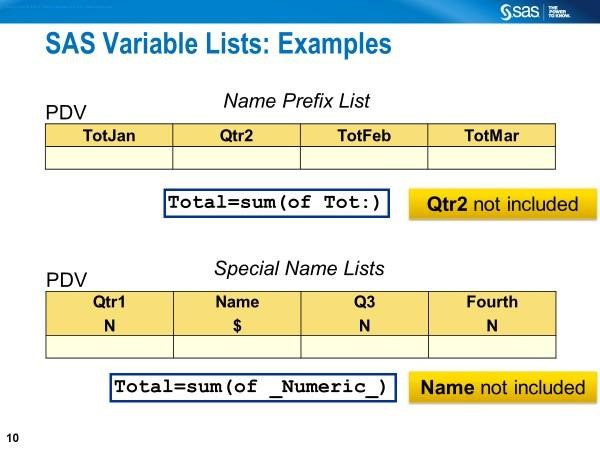 sas THE POWER TO KNOW.
SAS Variable Lists: Examples
Name Prefix List
PDV
TotJan Qtr2 TotFeb TotMar
Total=sum(of Tot:) Qtr2 not included
Special Name Lists
PDV
Qtr1 Name Q3 Fourth
N $ N N
Total=sum(of _Numeric_) Name not included
10